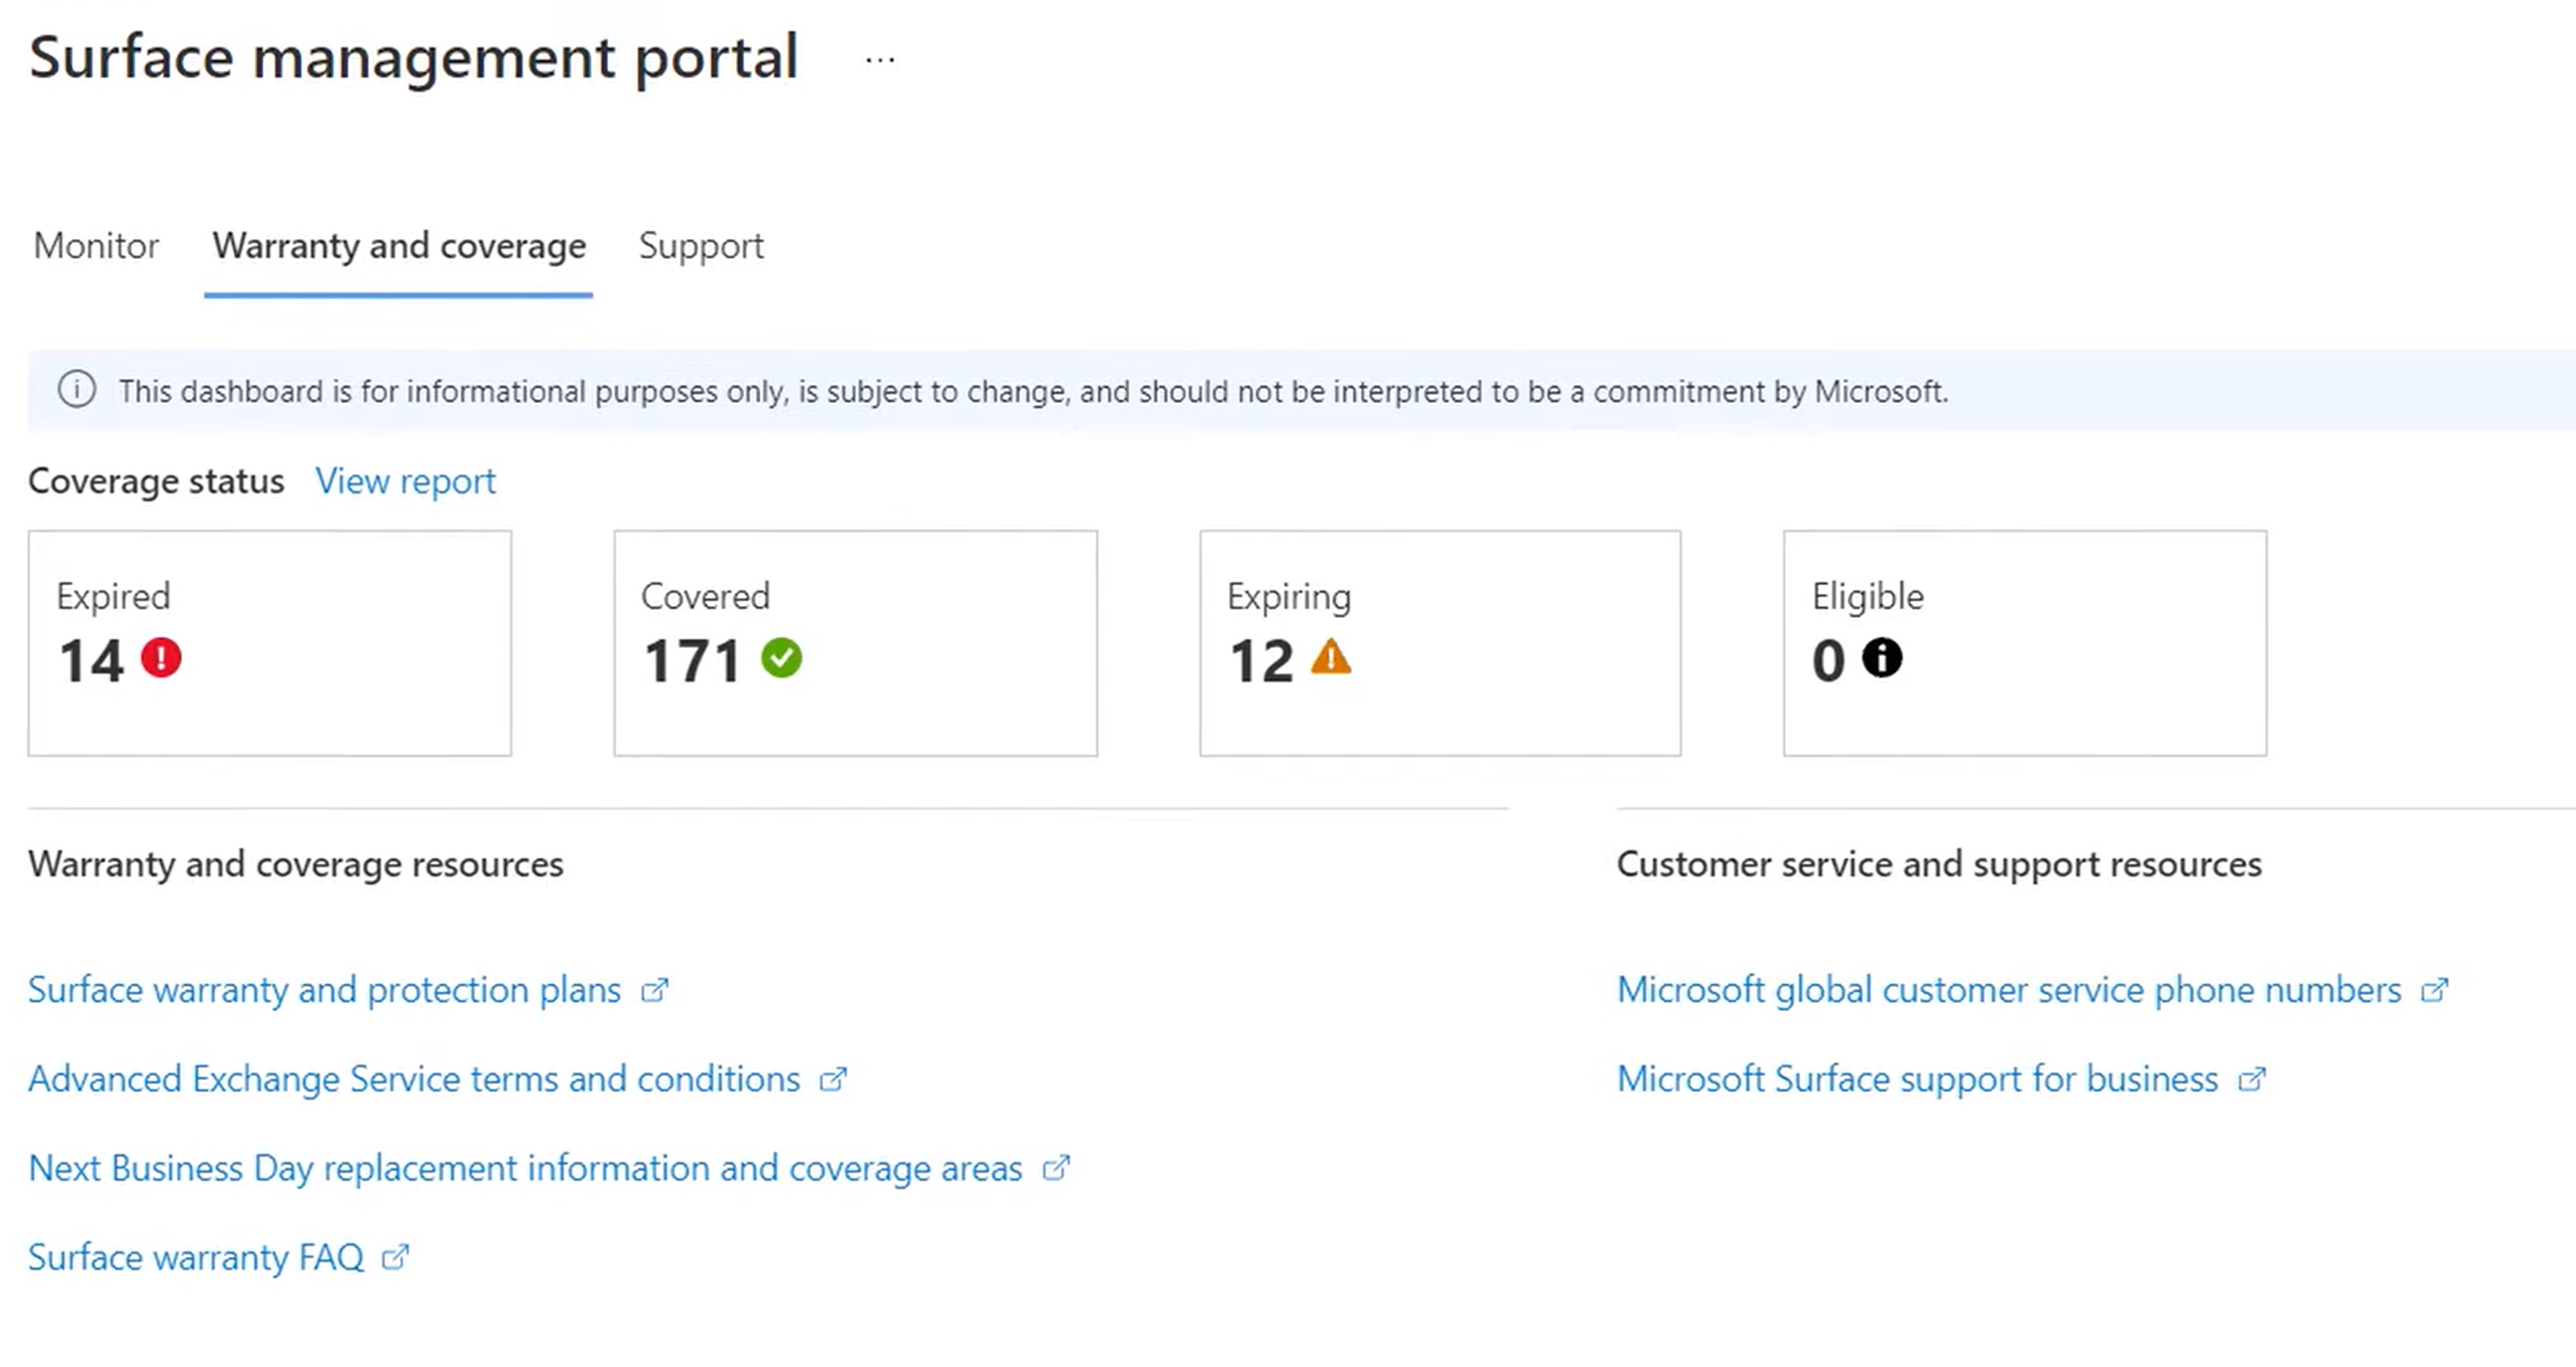 Surface management portal ...
Monitor Warranty and coverage Support
This dashboard is for informational purposes only, is subject to change, and should not be interpreted to be a commitment by Microsoft.
Coverage status View report
Expired
14
Covered
171
Expiring
12
Eligible
0
Warranty and coverage resources
Surface warranty and protection plans
Advanced Exchange Service terms and conditions
Next Business Day replacement information and coverage areas
Surface warranty FAQ
Customer service and support resources
Microsoft global customer service phone numbers
Microsoft Surface support for business